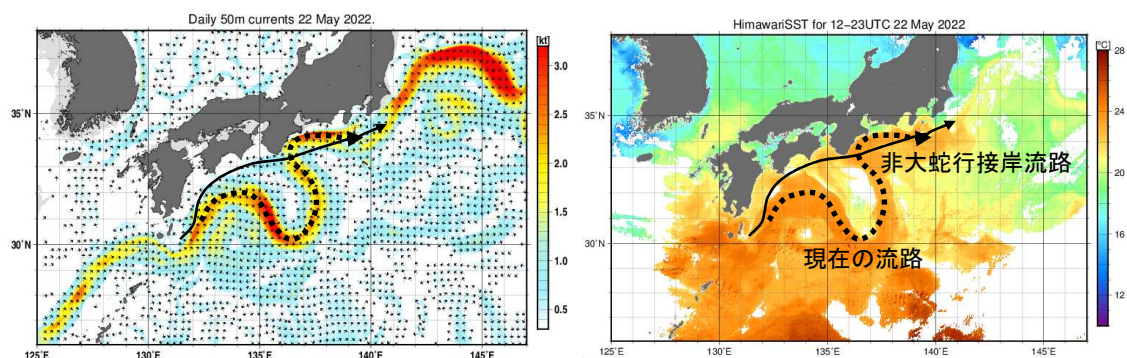 Daily 50m currents 22 May 2022.
[kt]
3.0
2.5
2.0
1.5
1.0
0.5
35˚N
30˚N
125˚E
130˚E
135˚E
140˚E
145˚E
HimawariSST for 12−23UTC 22 May 2022
[°C]
28
24
20
16
12
35˚N
30˚N
非大蛇行接岸流路
現在の流路
125˚E
130˚E
135˚E
140˚E
145˚E